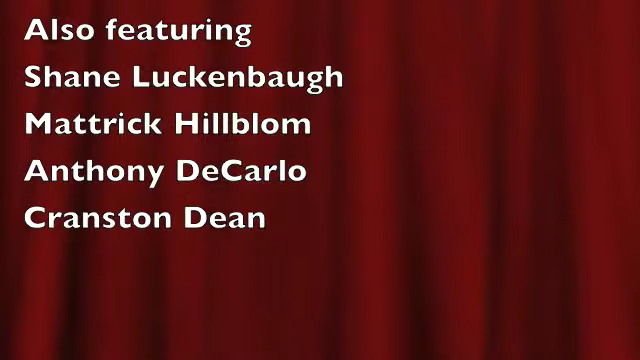 Also featuring
Shane Luckenbaugh
Mattrick Hillblom
Anthony DeCarlo
Cranston Dean